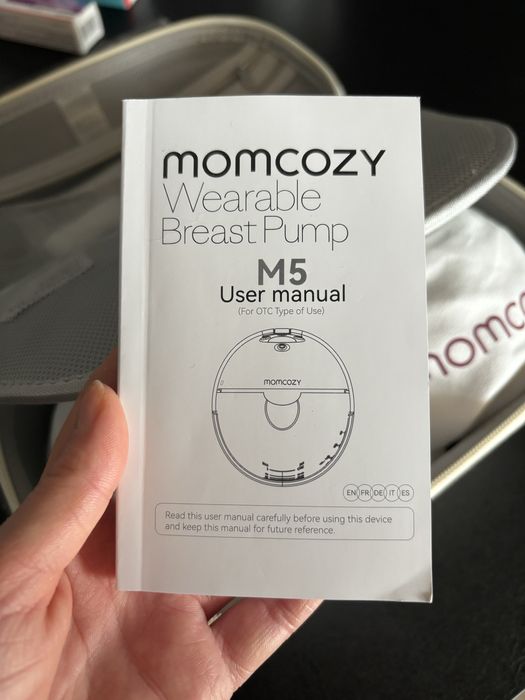 momcozy
Wearable
Breast Pump
M5
User manual
(For OTC Type of Use)
momcozy
EN FR DE IT ES
Read this user manual carefully before using this device
and keep this manual for future reference.
momco